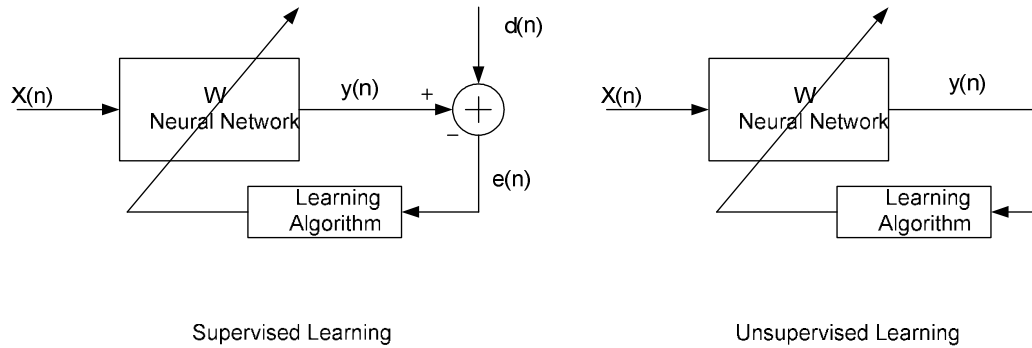 d(n)
X(n)
W
Neural Network
y(n)
+
−
e(n)
Learning
Algorithm
Supervised Learning
X(n)
W
Neural Network
y(n)
Learning
Algorithm
Unsupervised Learning